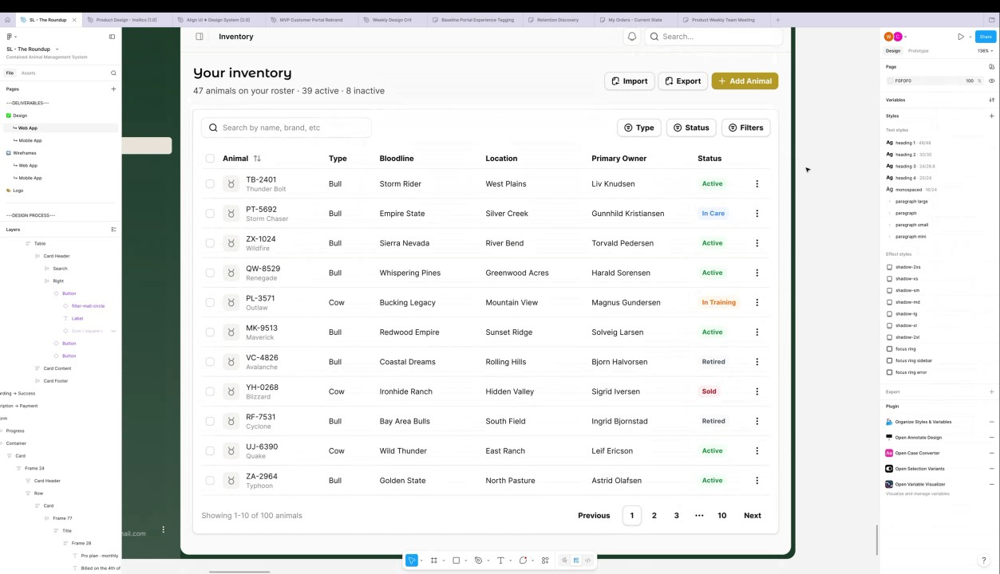 SL - The Roundup
Product Design - Insilico [1.0]
Align UI ✦ Design System [2.0]
MVP Customer Portal Rebrand
Weekly Design Crit
Baseline Portal Experience Tagging
Retention Discovery
My Orders - Current State
Product Weekly Team Meeting
SL - The Roundup
Contained Animal Management System
File
Assets
Pages
---DELIVERABLES---
Design
↳ Web App
↳ Mobile App
Wireframes
↳ Web App
↳ Mobile App
Logo
---DESIGN PROCESS---
Layers
Table
Card Header
Search
Right
Button
filter-mail-circle
Label
Button
Button
Card Content
Card Footer
arding → Success
ription → Payment
orm
Progress
Container
Card
Frame 24
Card Header
Row
Card
Frame 77
Title
Frame 28
Pro plan - monthly
Billed on the 4th of
ail.com
Inventory
Search...
Your inventory
47 animals on your roster · 39 active · 8 inactive
Import
Export
Add Animal
Search by name, brand, etc
Type
Status
Filters
Animal Type Bloodline Location Primary Owner Status
TB-2401 Bull Storm Rider West Plains Liv Knudsen Active
Thunder Bolt
PT-5692 Bull Empire State Silver Creek Gunnhild Kristiansen In Care
Storm Chaser
ZX-1024 Bull Sierra Nevada River Bend Torvald Pedersen Active
Wildfire
QW-8529 Bull Whispering Pines Greenwood Acres Harald Sorensen Active
Renegade
PL-3571 Cow Bucking Legacy Mountain View Magnus Gundersen In Training
Outlaw
MK-9513 Bull Redwood Empire Sunset Ridge Solveig Larsen Active
Maverick
VC-4826 Bull Coastal Dreams Rolling Hills Bjorn Halvorsen Retired
Avalanche
YH-0268 Cow Ironhide Ranch Hidden Valley Sigrid Iversen Sold
Blizzard
RF-7531 Bull Bay Area Bulls South Field Ingrid Bjornstad Retired
Cyclone
UJ-6390 Cow Wild Thunder East Ranch Leif Ericson Active
Quake
ZA-2964 Bull Golden State North Pasture Astrid Olafsen Active
Typhoon
Showing 1-10 of 100 animals
Previous 1 2 3 ··· 10 Next
W C
Share
Design
Prototype
136%
Page
F0F0F0 100 %
Variables
Styles
Text styles
Ag heading 1 · 48/48
Ag heading 2 · 30/30
Ag heading 3 · 24/28.8
Ag heading 4 · 20/24
Ag monospaced · 16/24
paragraph large
paragraph
paragraph small
paragraph mini
Effect styles
shadow-2xs
shadow-xs
shadow-sm
shadow-md
shadow-lg
shadow-xl
shadow-2xl
focus ring
focus ring sidebar
focus ring error
Export
Plugin
Organize Styles & Variables
Open Annotate Design
Aa Open Case Converter
Open Selection Variants
Open Variable Visualizer
Visualize and manage variables
?